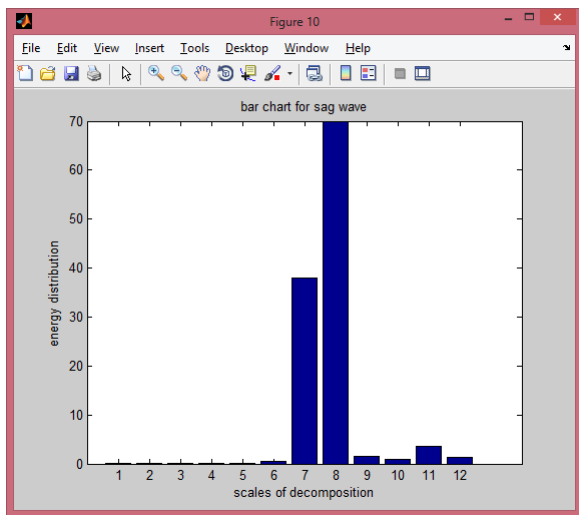 Figure 10
File Edit View Insert Tools Desktop Window Help
bar chart for sag wave
70
60
50
40
30
20
10
0
energy distribution
1 2 3 4 5 6 7 8 9 10 11 12
scales of decomposition